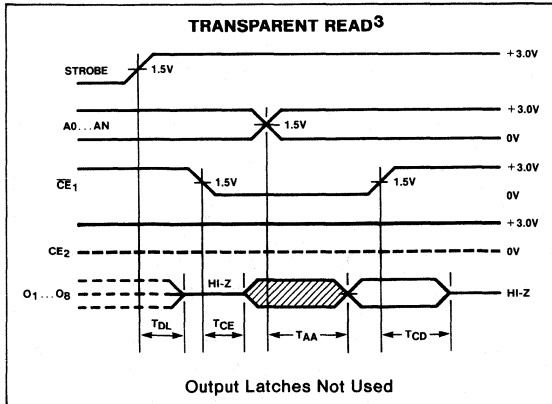 TRANSPARENT READ³
STROBE 1.5V +3.0V
A0...AN 1.5V +3.0V
0V
CE₁ 1.5V 1.5V +3.0V
0V
+3.0V
CE₂ 0V
O₁...O₈ HI-Z HI-Z
TDL TCE TAA TCD
Output Latches Not Used